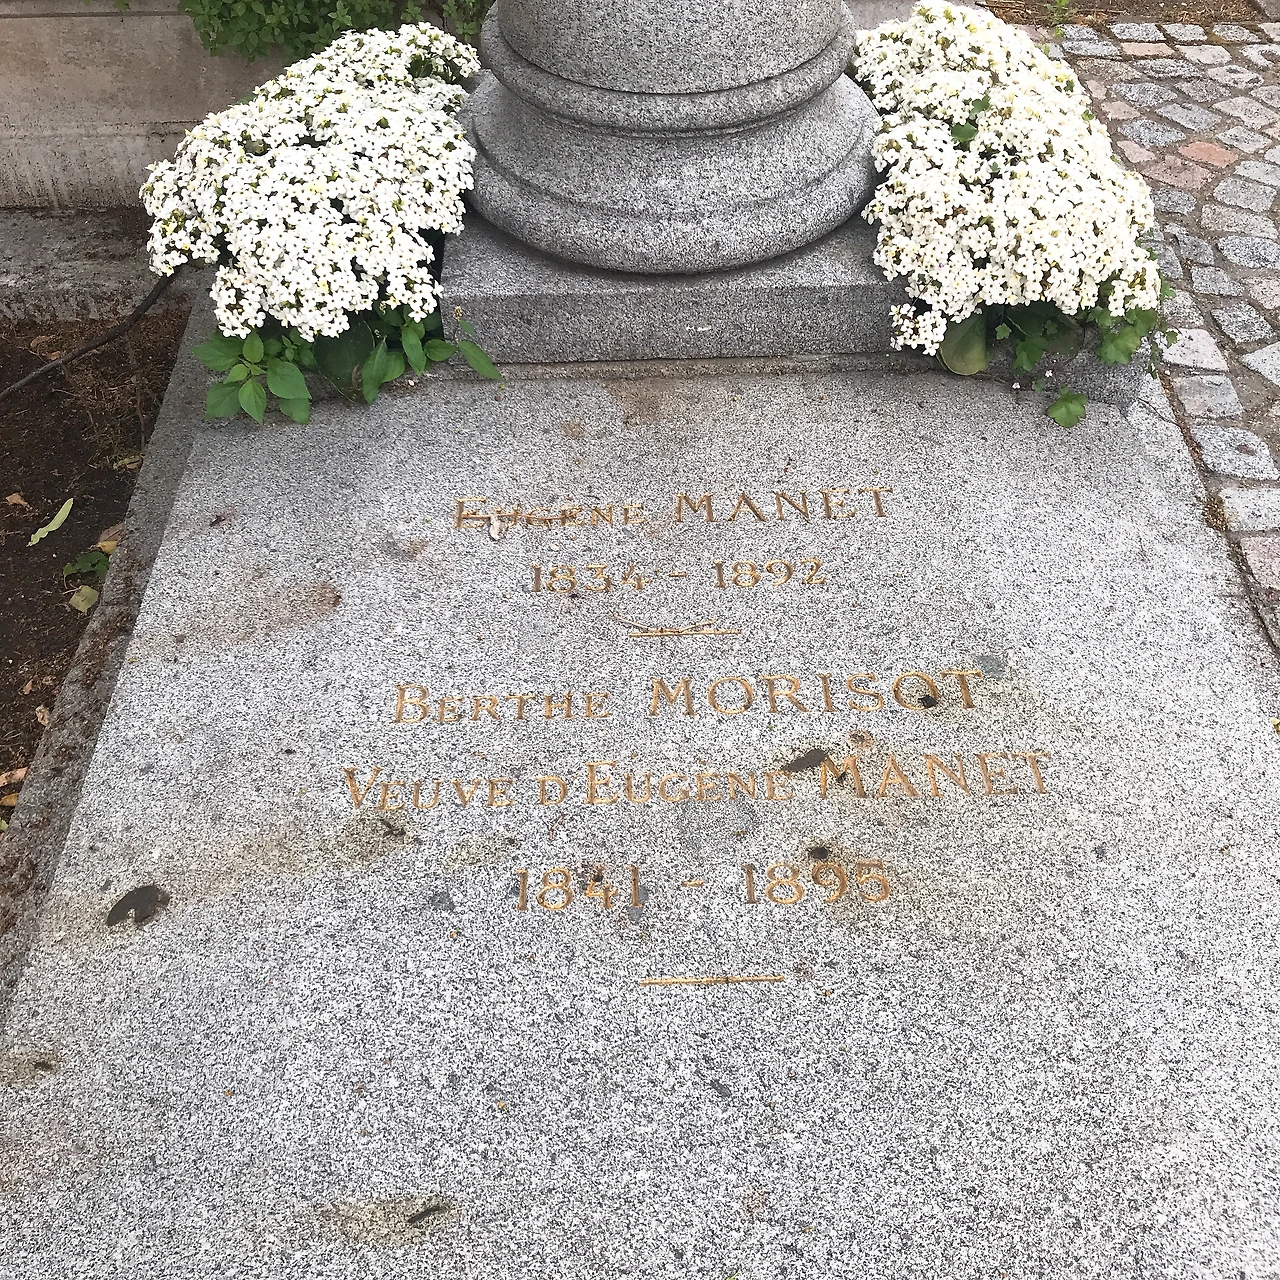 EUGÈNE MANET
1834 - 1892
BERTHE MORISOT
VEUVE D'EUGÈNE MANET
1841 - 1895